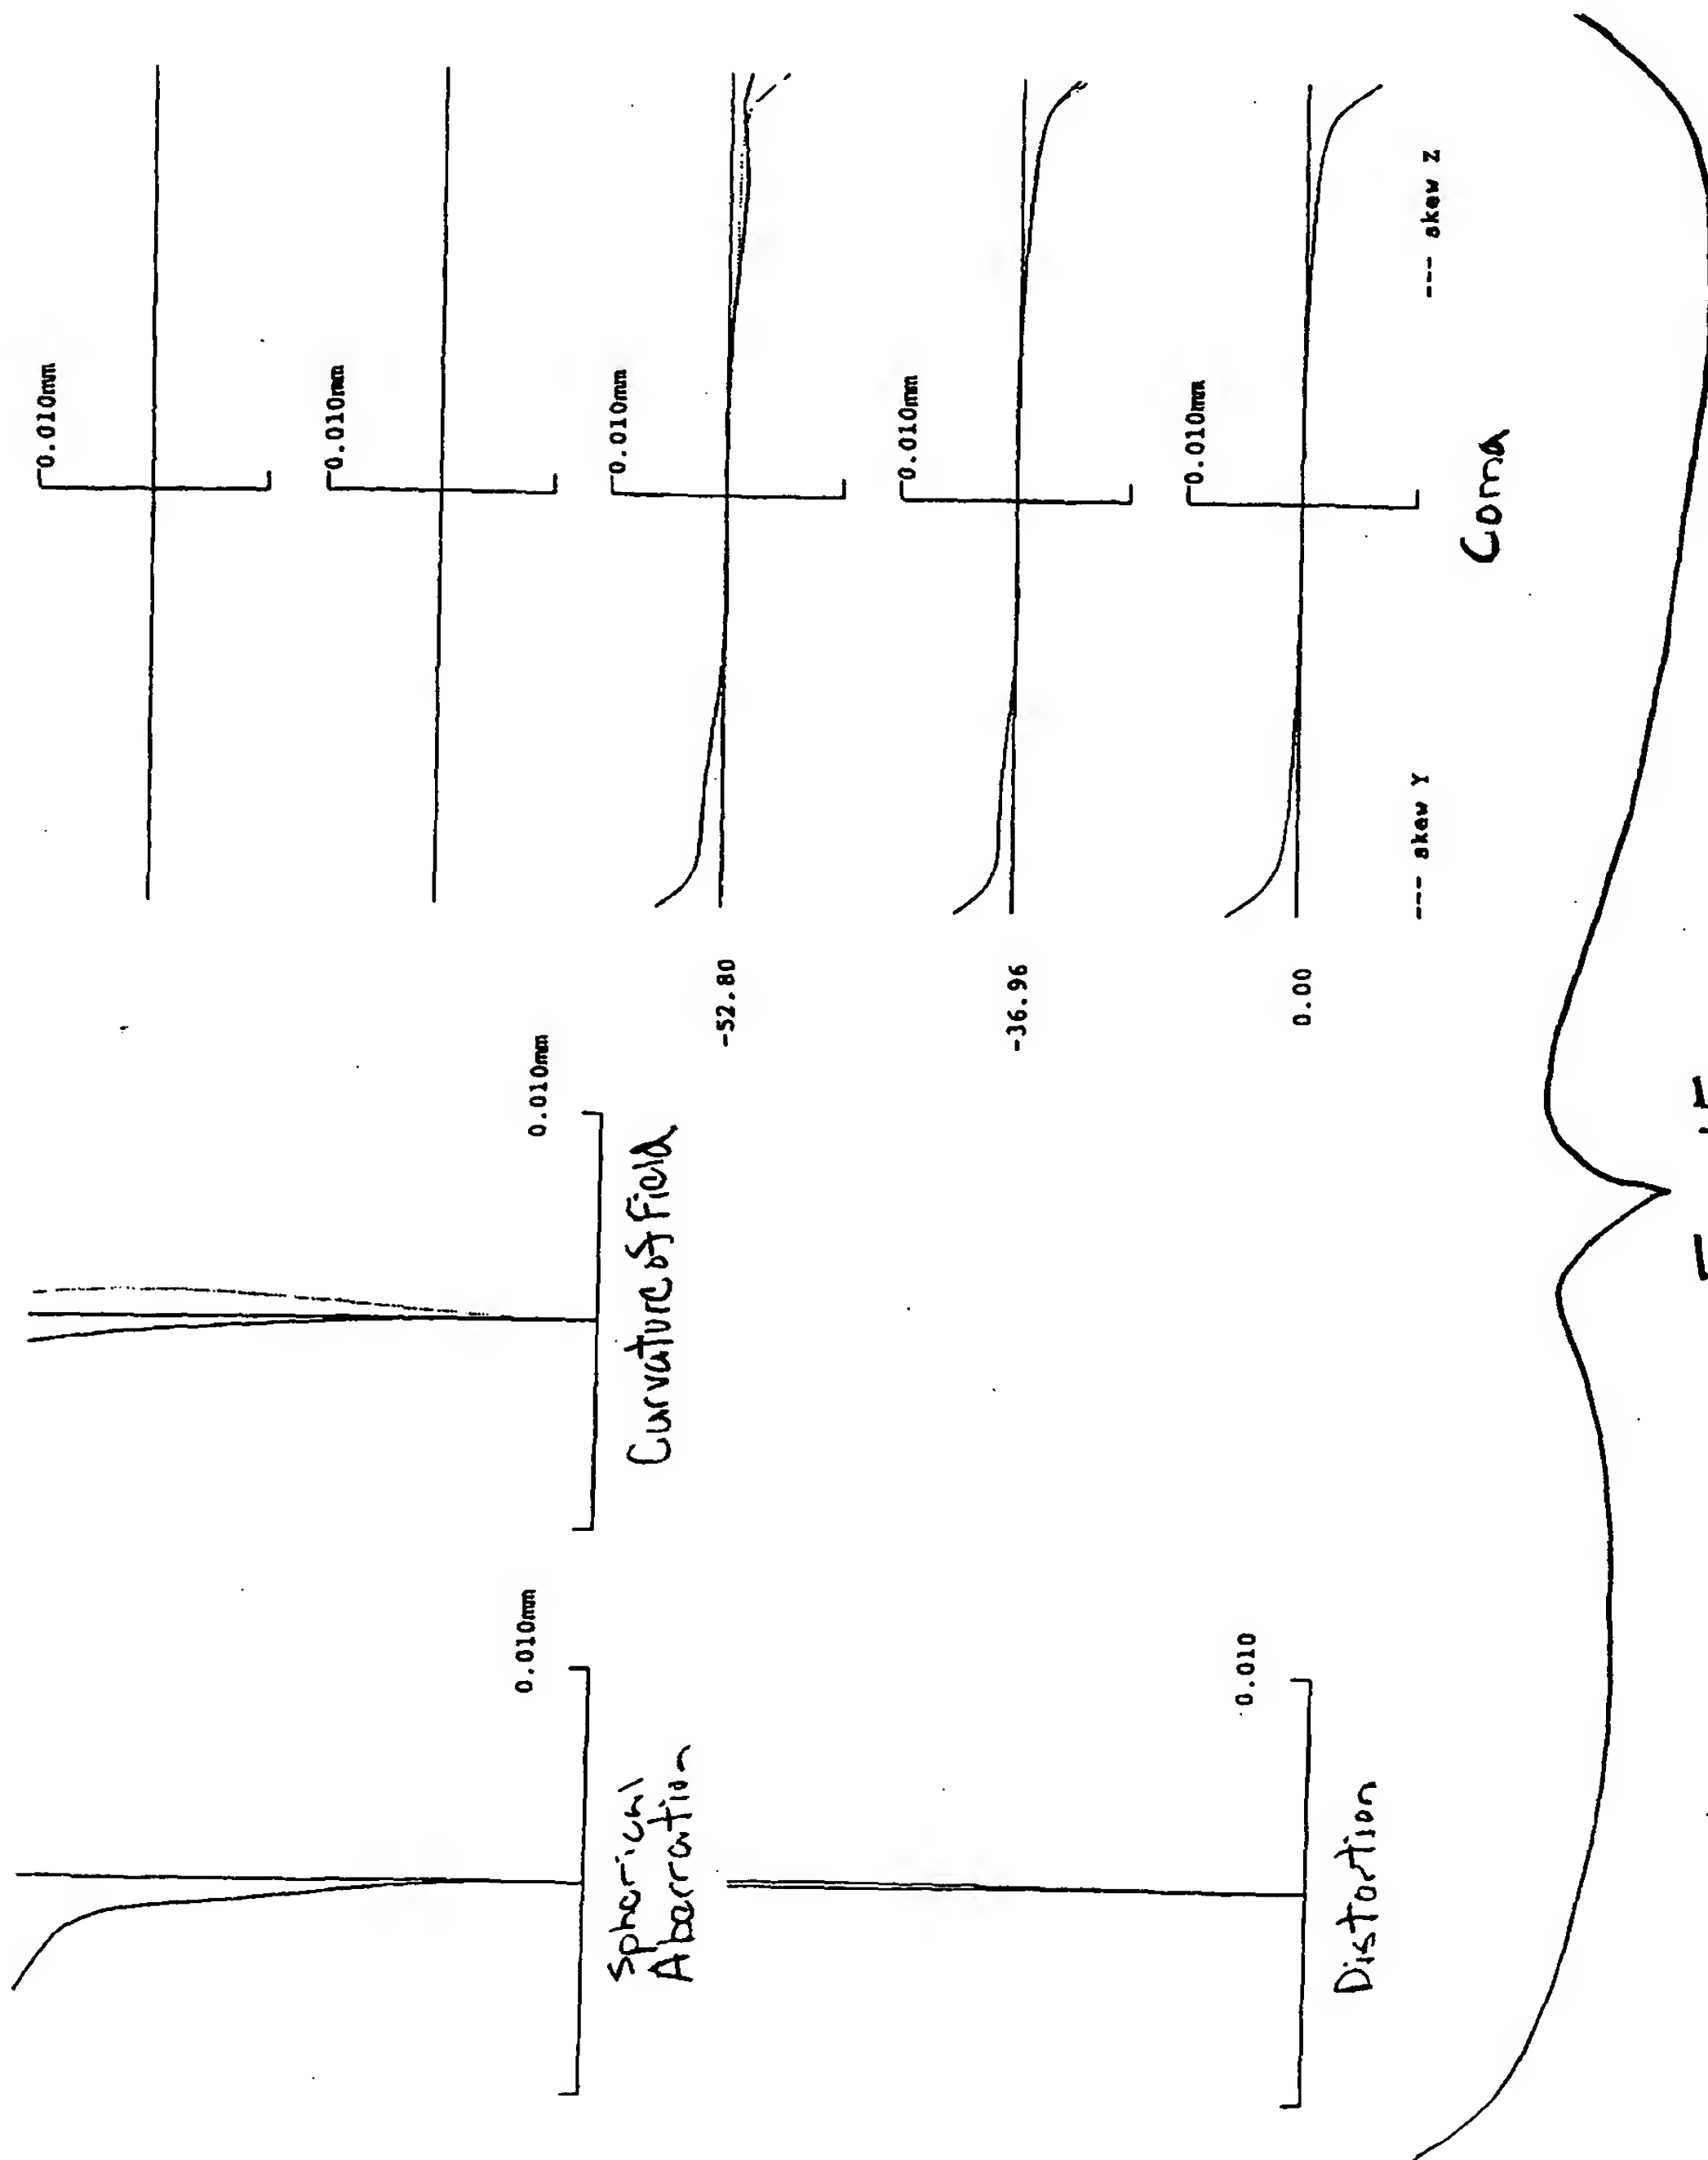 0.010mm
Spherical
Aberration
0.010mm
Curvature of Field
0.010
Distortion
0.010mm
0.010mm
0.010mm
-52.80
0.010mm
-36.96
0.010mm
0.00
--- skew Y
--- skew Z
Coma